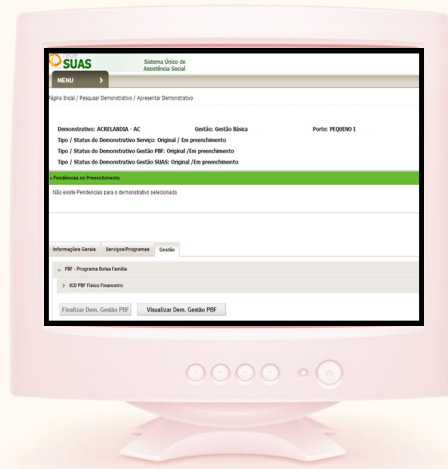 rede
SUAS
Sistema Único de
Assistência Social
MENU >
Página Inicial / Pesquisar Demonstrativo / Apresentar Demonstrativo
Demonstrativo: ACRELANDIA - AC Gestão: Gestão Básica Porte: PEQUENO I
Tipo / Status do Demonstrativo Serviço: Original / Em preenchimento
Tipo / Status do Demonstrativo Gestão PBF: Original /Em preenchimento
Tipo / Status do Demonstrativo Gestão SUAS: Original /Em preenchimento
Pendências no Preenchimento
Não existe Pendencias para o demonstrativo selecionado
Informações Gerais Serviços/Programas Gestão
PBF - Programa Bolsa Família
IGD PBF Físico Financeiro
Finalizar Dem. Gestão PBF Visualizar Dem. Gestão PBF